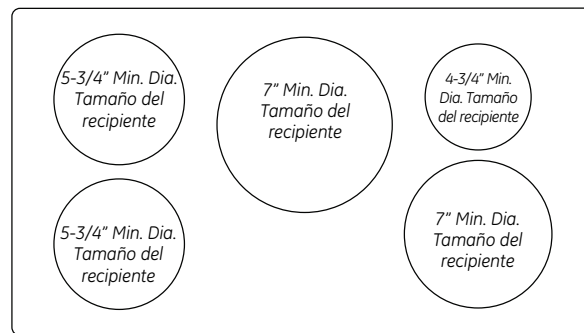 5-3/4" Min. Dia.
Tamaño del
recipiente
7" Min. Dia.
Tamaño del
recipiente
4-3/4" Min.
Dia. Tamaño
del recipiente
5-3/4" Min. Dia.
Tamaño del
recipiente
7" Min. Dia.
Tamaño del
recipiente